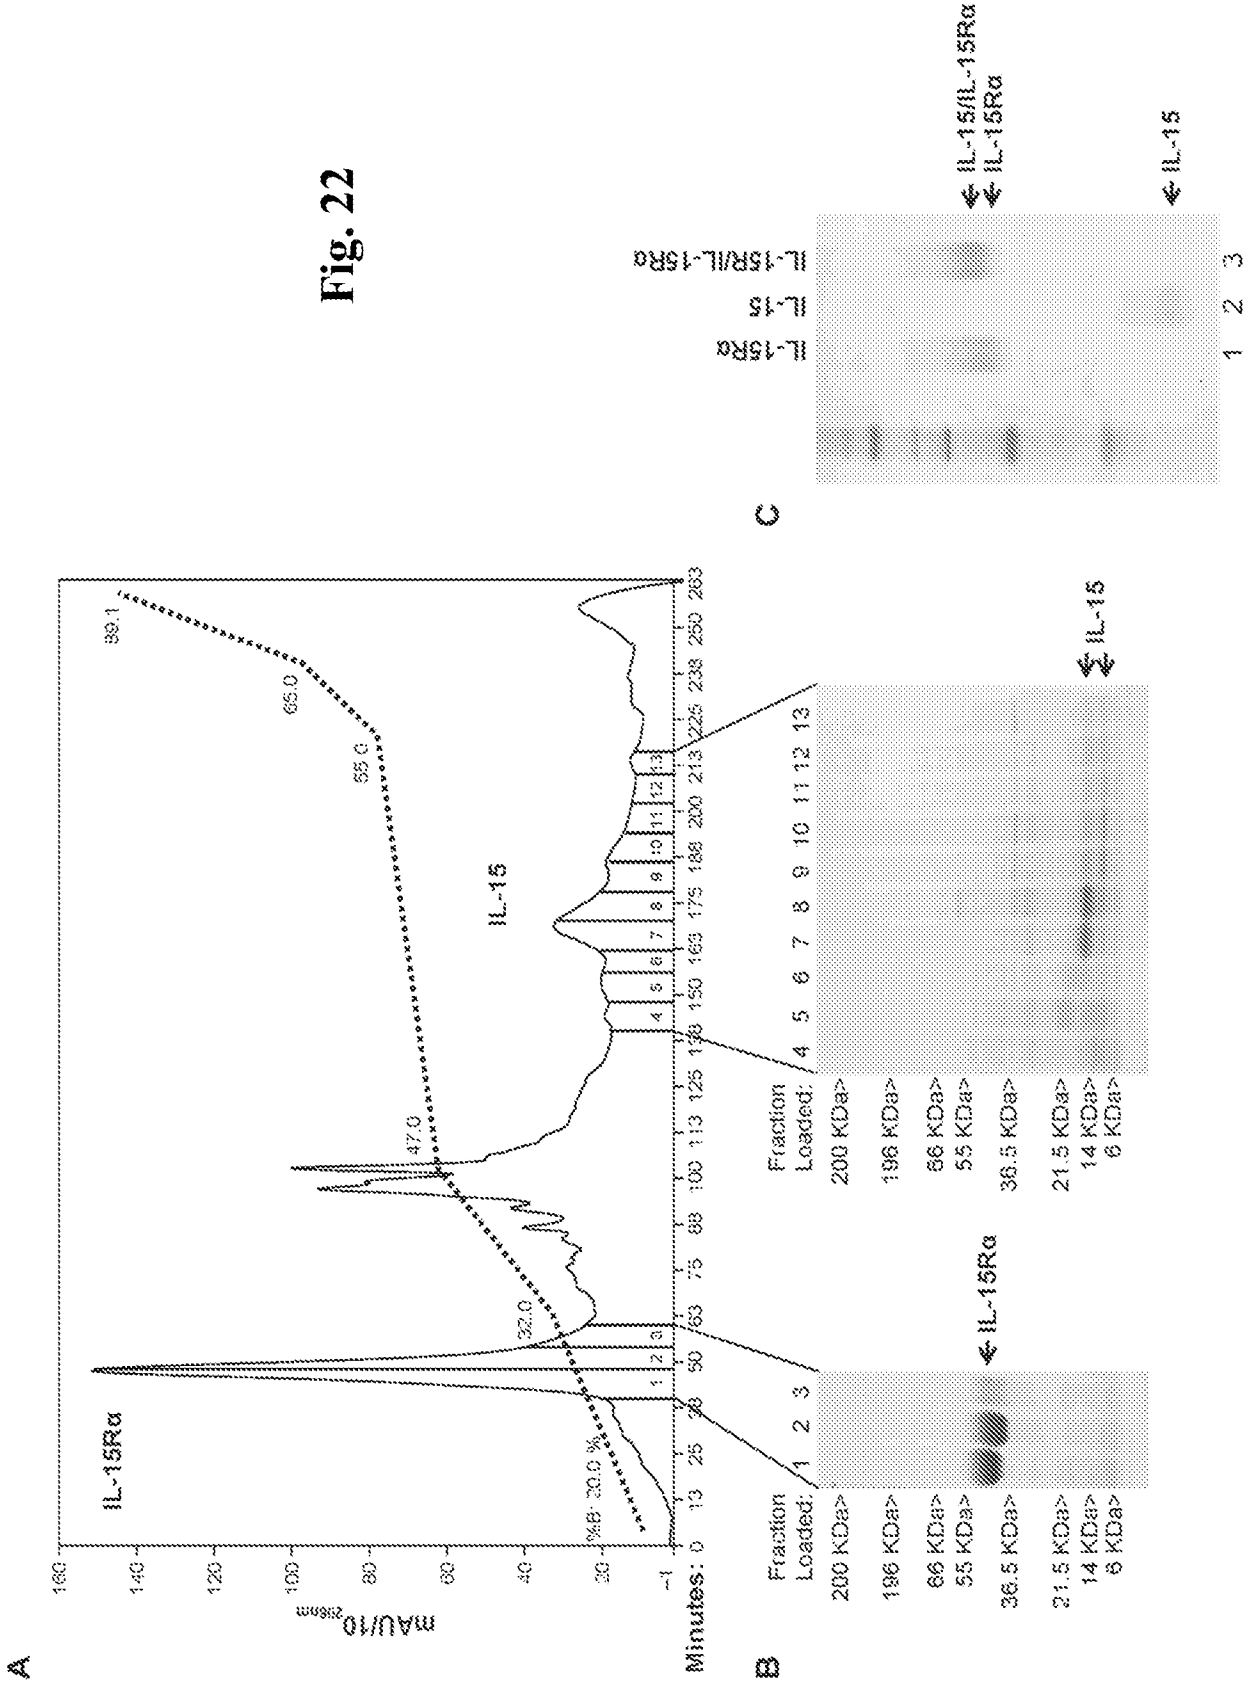 Fig. 22
A
IL-15Rα
IL-15
mAU/10
160
100
80
60
40
20
-1
%B: 20.0 %
32.0
47.0
55.0
65.0
89.1
1
2
3
4
5
6
7
8
9
10
11
12
13
Minutes:
0
13
25
38
50
63
75
88
100
113
125
138
150
163
175
188
200
213
225
238
250
263
B
Fraction
Loaded:
1 2 3
200 KDa>
196 KDa>
66 KDa>
55 KDa>
36.5 KDa>
21.5 KDa>
14 KDa>
6 KDa>
IL-15Rα
Fraction
Loaded:
4 5 6 7 8 9 10 11 12 13
200 KDa>
196 KDa>
66 KDa>
55 KDa>
36.5 KDa>
21.5 KDa>
14 KDa>
6 KDa>
IL-15
C
IL-15Rα
IL-15
IL-15R/IL-15Rα
IL-15/IL-15Rα
IL-15Rα
IL-15
1 2 3